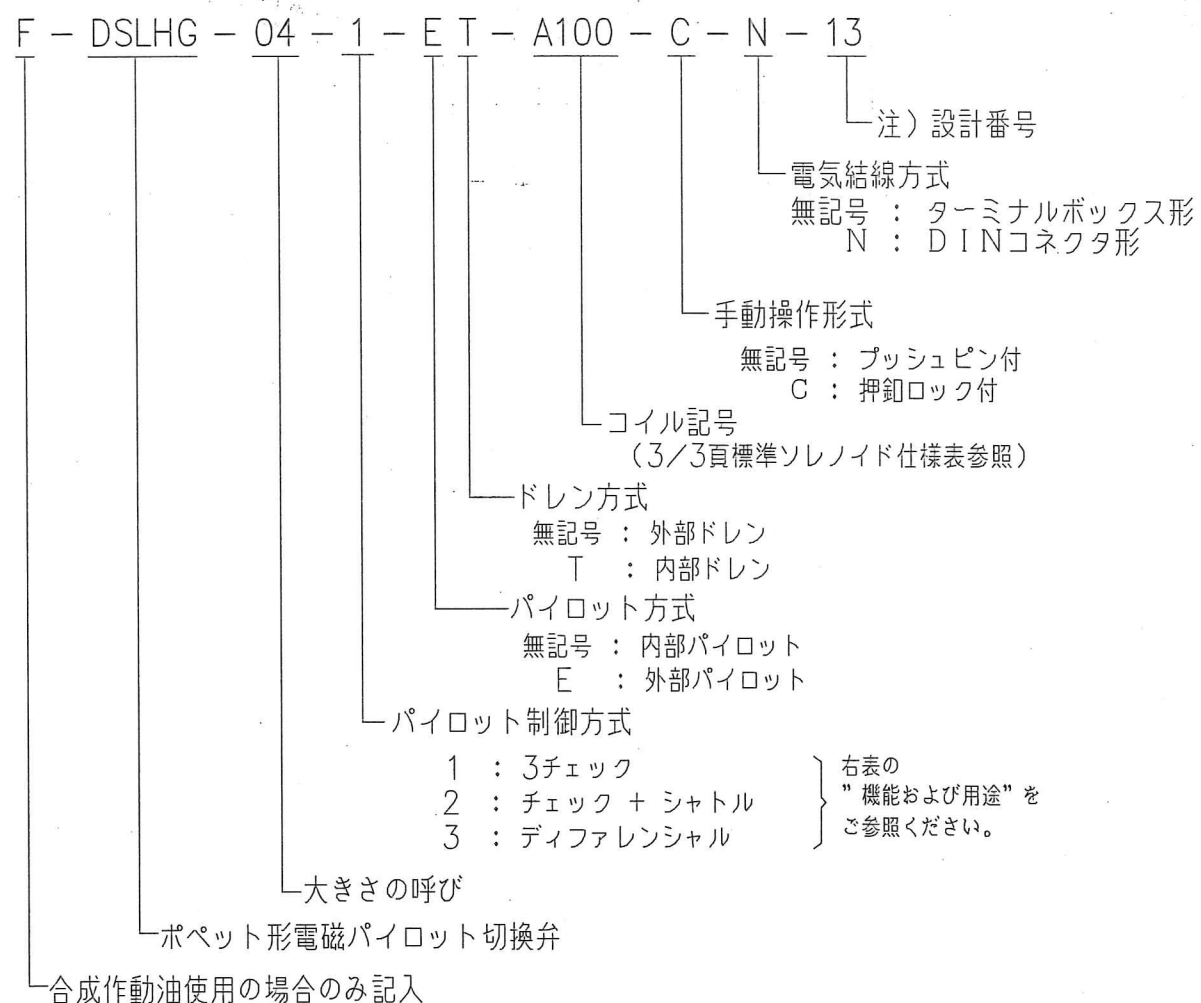 F - DSLHG - 04 - 1 - E T - A100 - C - N - 13
注) 設計番号
電気結線方式
無記号 : ターミナルボックス形
N : DINコネクタ形
手動操作形式
無記号 : プッシュピン付
C : 押釦ロック付
コイル記号
(3/3頁標準ソレノイド仕様表参照)
ドレン方式
無記号 : 外部ドレン
T : 内部ドレン
パイロット方式
無記号 : 内部パイロット
E : 外部パイロット
パイロット制御方式
1 : 3チェック
2 : チェック + シャトル
3 : ディファレンシャル
右表の
"機能および用途"を
ご参照ください。
大きさの呼び
ポペット形電磁パイロット切換弁
合成作動油使用の場合のみ記入